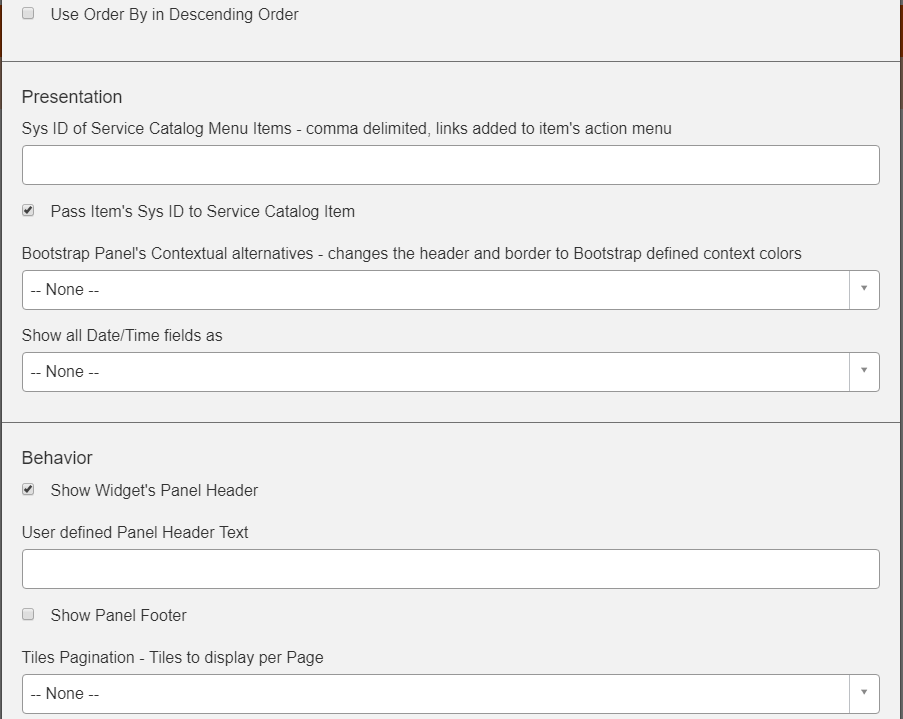 Use Order By in Descending Order
Presentation
Sys ID of Service Catalog Menu Items - comma delimited, links added to item's action menu
Pass Item's Sys ID to Service Catalog Item
Bootstrap Panel's Contextual alternatives - changes the header and border to Bootstrap defined context colors
-- None --
Show all Date/Time fields as
-- None --
Behavior
Show Widget's Panel Header
User defined Panel Header Text
Show Panel Footer
Tiles Pagination - Tiles to display per Page
-- None --